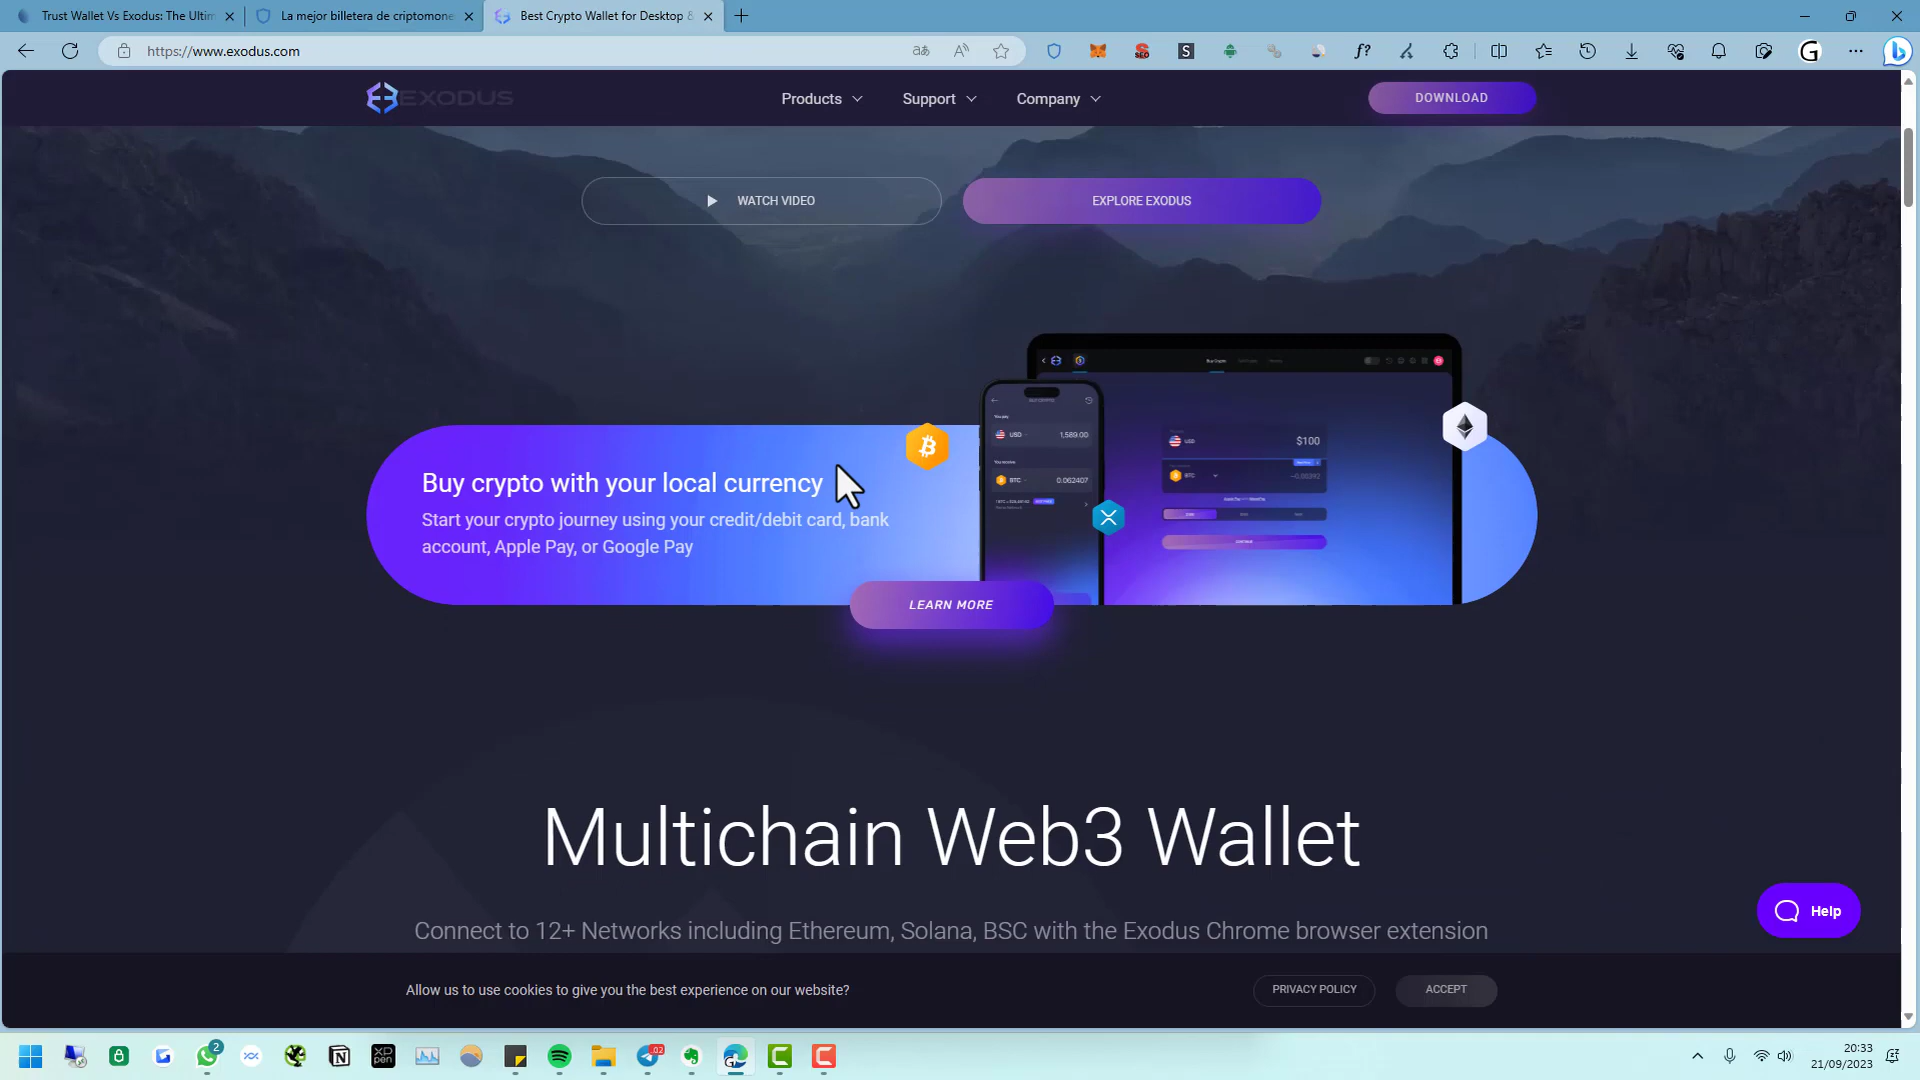 Trust Wallet Vs Exodus: The Ultim
La mejor billetera de criptomone
Best Crypto Wallet for Desktop &
https://www.exodus.com
EXODUS
Products
Support
Company
DOWNLOAD
WATCH VIDEO
EXPLORE EXODUS
Buy crypto with your local currency
Start your crypto journey using your credit/debit card, bank
account, Apple Pay, or Google Pay
You pay
USD
1,589.00
You receive
BTC
0.062407
USD
$100
BTC
LEARN MORE
Multichain Web3 Wallet
Connect to 12+ Networks including Ethereum, Solana, BSC with the Exodus Chrome browser extension
Help
Allow us to use cookies to give you the best experience on our website?
PRIVACY POLICY
ACCEPT
20:33
21/09/2023